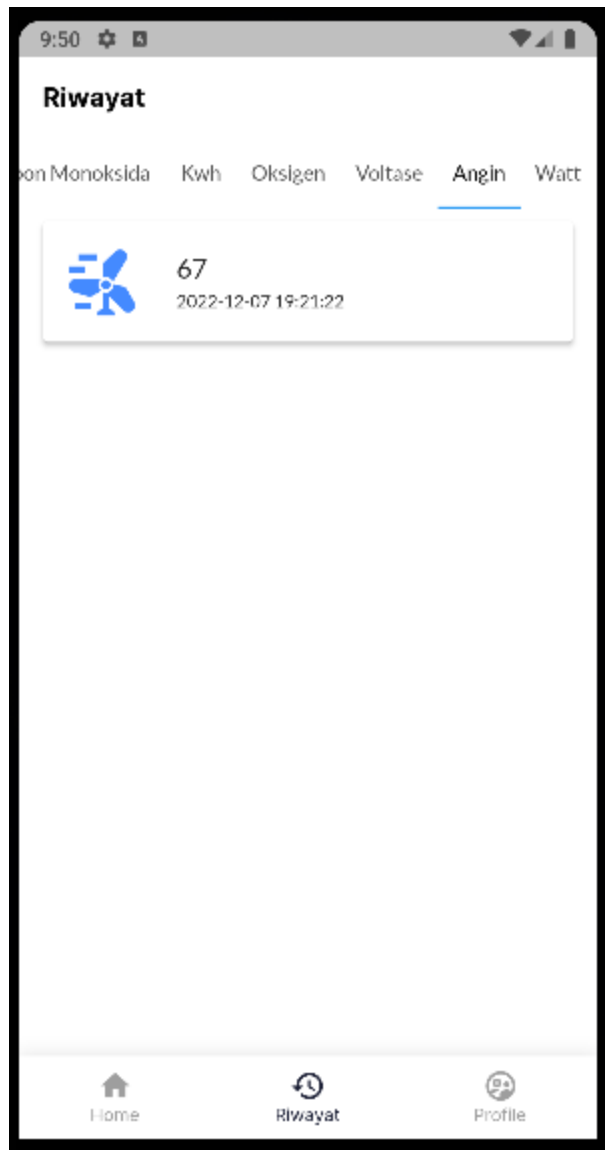 9:50
Riwayat
on Monoksida Kwh Oksigen Voltase Angin Watt
67
2022-12-07 19:21:22
Home Riwayat Profile